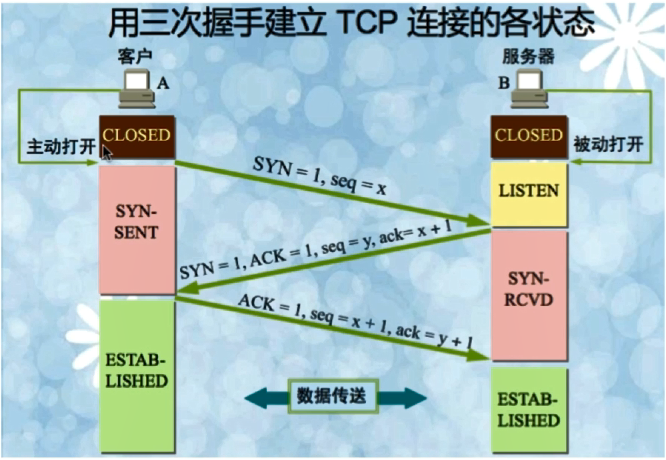 用三次握手建立 TCP 连接的各状态
客户
服务器
A
B
CLOSED
CLOSED
主动打开
被动打开
SYN = 1, seq = x
LISTEN
SYN-
SENT
SYN = 1, ACK = 1, seq = y, ack= x + 1
SYN-
RCVD
ACK = 1, seq = x + 1, ack = y + 1
ESTAB-
LISHED
数据传送
ESTAB-
LISHED